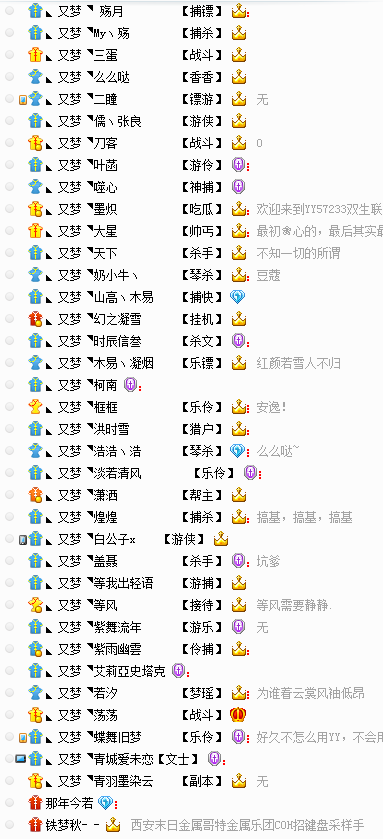 ◣ 又梦 ◥ 殇月 【捕镖】
◣ 又梦 ◥Myヽ梦 【捕杀】
◣ 又梦 ◥三蛋 【战斗】
◣ 又梦 ◥么么哒 【香香】
◣ 又梦 ◥二瞳 【镖游】 无
◣ 又梦 ◥儒ヽ张良 【游侠】
◣ 又梦 ◥刀客 【战斗】 0
◣ 又梦 ◥叶菡 【游伶】
◣ 又梦 ◥噬心 【神捕】
◣ 又梦 ◥墨炽 【吃瓜】 欢迎来到YY57233双生联
◣ 又梦 ◥大星 【帅丐】 最初❀心的,最后其实最
◣ 又梦 ◥天下 【杀手】 不知一切的所谓
◣ 又梦 ◥奶小牛ヽ 【琴杀】 豆蔻
◣ 又梦 ◥山高ヽ木易 【捕快】
◣ 又梦 ◥幻之凝雪 【挂机】
◣ 又梦 ◥时辰信誉 【杀文】
◣ 又梦 ◥木易ヽ凝烟 【乐镖】 红颜若雪人不归
◣ 又梦 ◥柯南
◣ 又梦 ◥框框 【乐伶】 安逸!
◣ 又梦 ◥洪时雪 【猎户】
◣ 又梦 ◥浩浩ヽ浩 【琴杀】 么么哒~
◣ 又梦 ◥淡若清风 【乐伶】
◣ 又梦 ◥潇洒 【帮主】
◣ 又梦 ◥煌煌 【捕杀】 搞基,搞基,搞基
◣ 又梦 ◥白公子x 【游侠】
◣ 又梦 ◥盖聂 【杀手】 坑爹
◣ 又梦 ◥等我出轻语 【游捕】
◣ 又梦 ◥等风 【接待】 等风需要静静.
◣ 又梦 ◥紫舞流年 【游乐】 无
◣ 又梦 ◥紫雨幽雲 【伶捕】
◣ 又梦 ◥艾莉亞史塔克
◣ 又梦 ◥若汐 【梦瑶】 为谁着云裳风袖低昂
◣ 又梦 ◥荡荡 【战斗】
◣ 又梦 ◥蝶舞旧梦 【乐伶】 好久不怎么用YY,不会用
◣ 又梦 ◥青城爱未恋【文士】
◣ 又梦 ◥青羽墨染云 【副本】 无
那年今若
铁梦秋-- 西安末日金属哥特金属乐团COH招键盘采样手